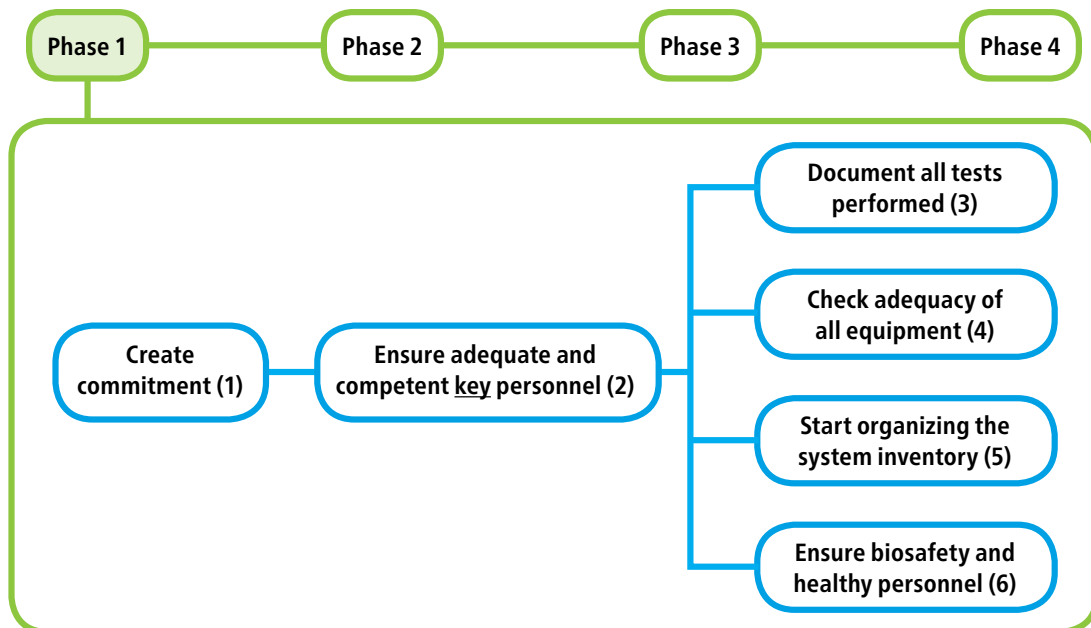 Phase 1
Phase 2
Phase 3
Phase 4
Create
commitment (1)
Ensure adequate and
competent key personnel (2)
Document all tests
performed (3)
Check adequacy of
all equipment (4)
Start organizing the
system inventory (5)
Ensure biosafety and
healthy personnel (6)